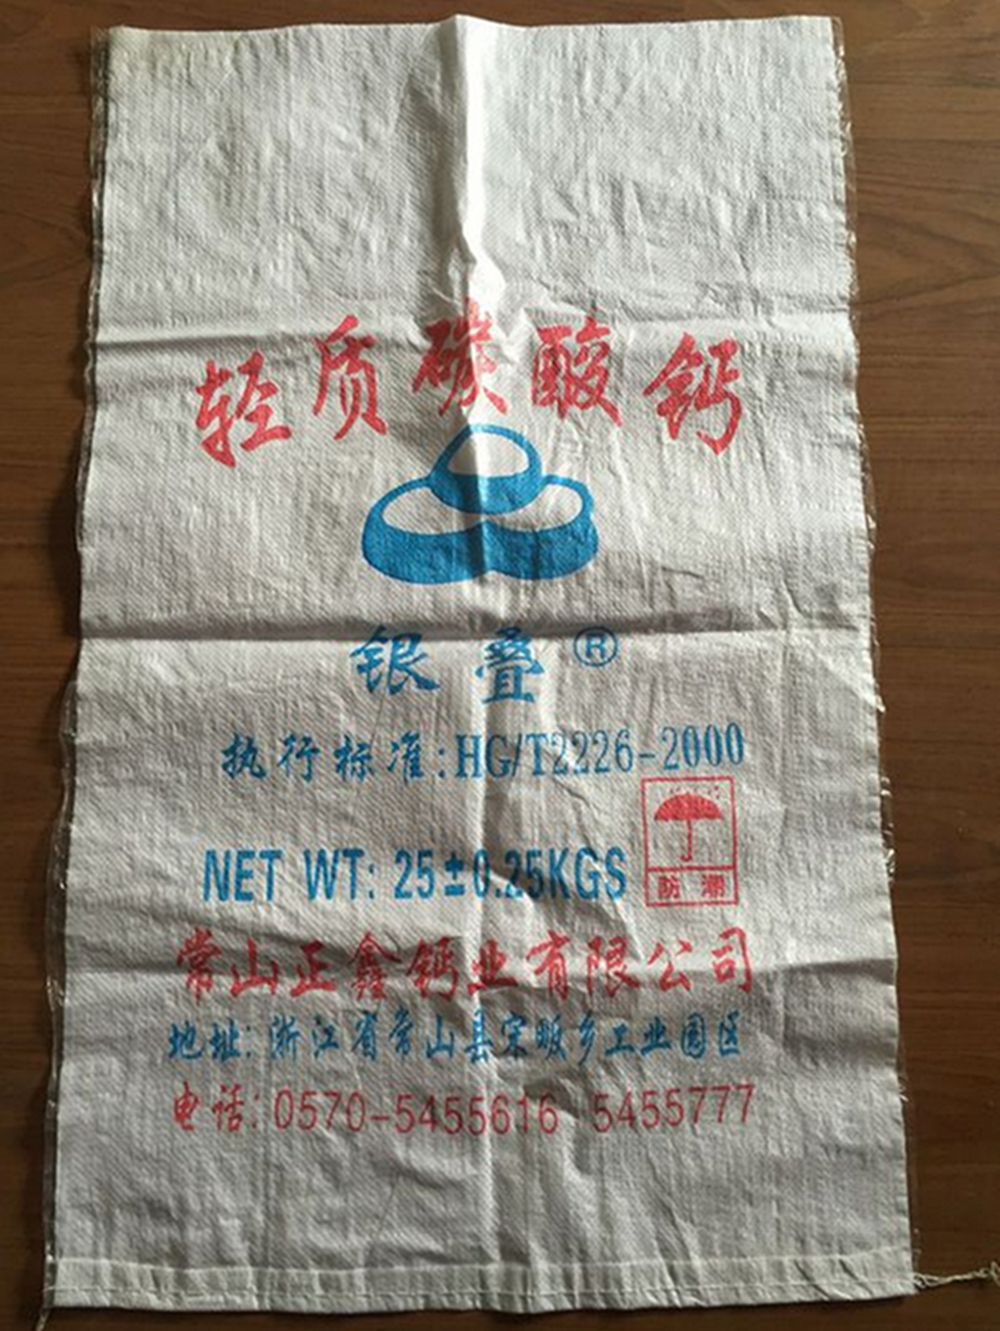 轻质碳酸钙
银叠®
执行标准:HG/T2226-2000
NET WT: 25±0.25KGS
防潮
常山正鑫钙业有限公司
地址:浙江省常山县宋畈乡工业园区
电话:0570-5455616 5455777